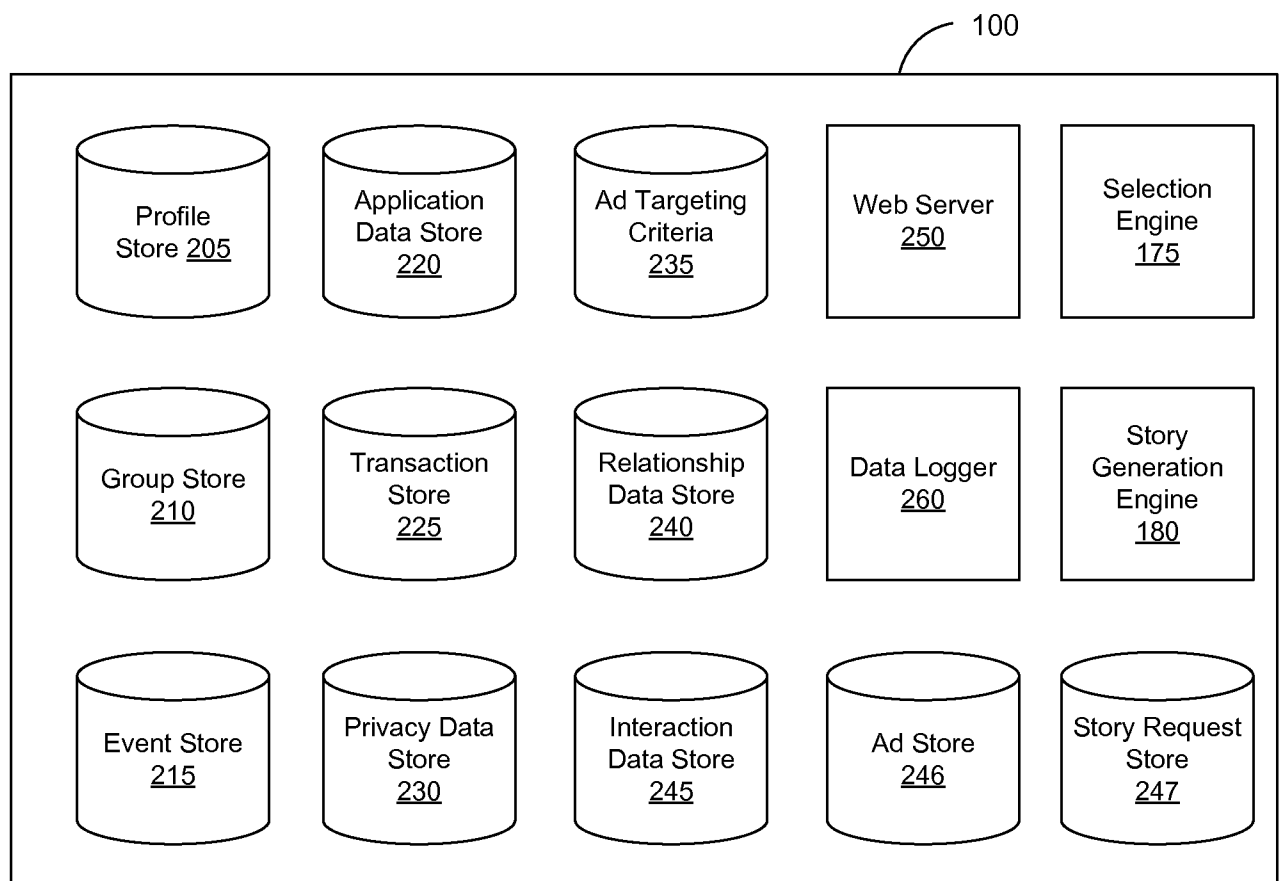 100
Profile
Store 205
Application
Data Store
220
Ad Targeting
Criteria
235
Web Server
250
Selection
Engine
175
Group Store
210
Transaction
Store
225
Relationship
Data Store
240
Data Logger
260
Story
Generation
Engine
180
Event Store
215
Privacy Data
Store
230
Interaction
Data Store
245
Ad Store
246
Story Request
Store
247